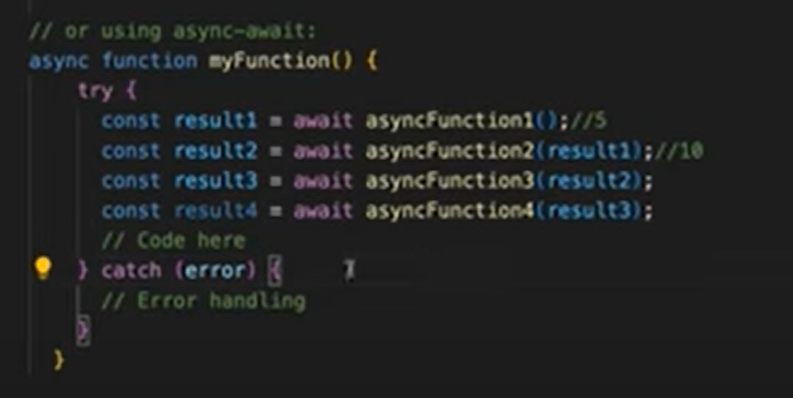 // or using async-await:
async function myFunction() {
try {
const result1 = await asyncFunction1();//5
const result2 = await asyncFunction2(result1);//10
const result3 = await asyncFunction3(result2);
const result4 = await asyncFunction4(result3);
// Code here
} catch (error) {
// Error handling
}
}